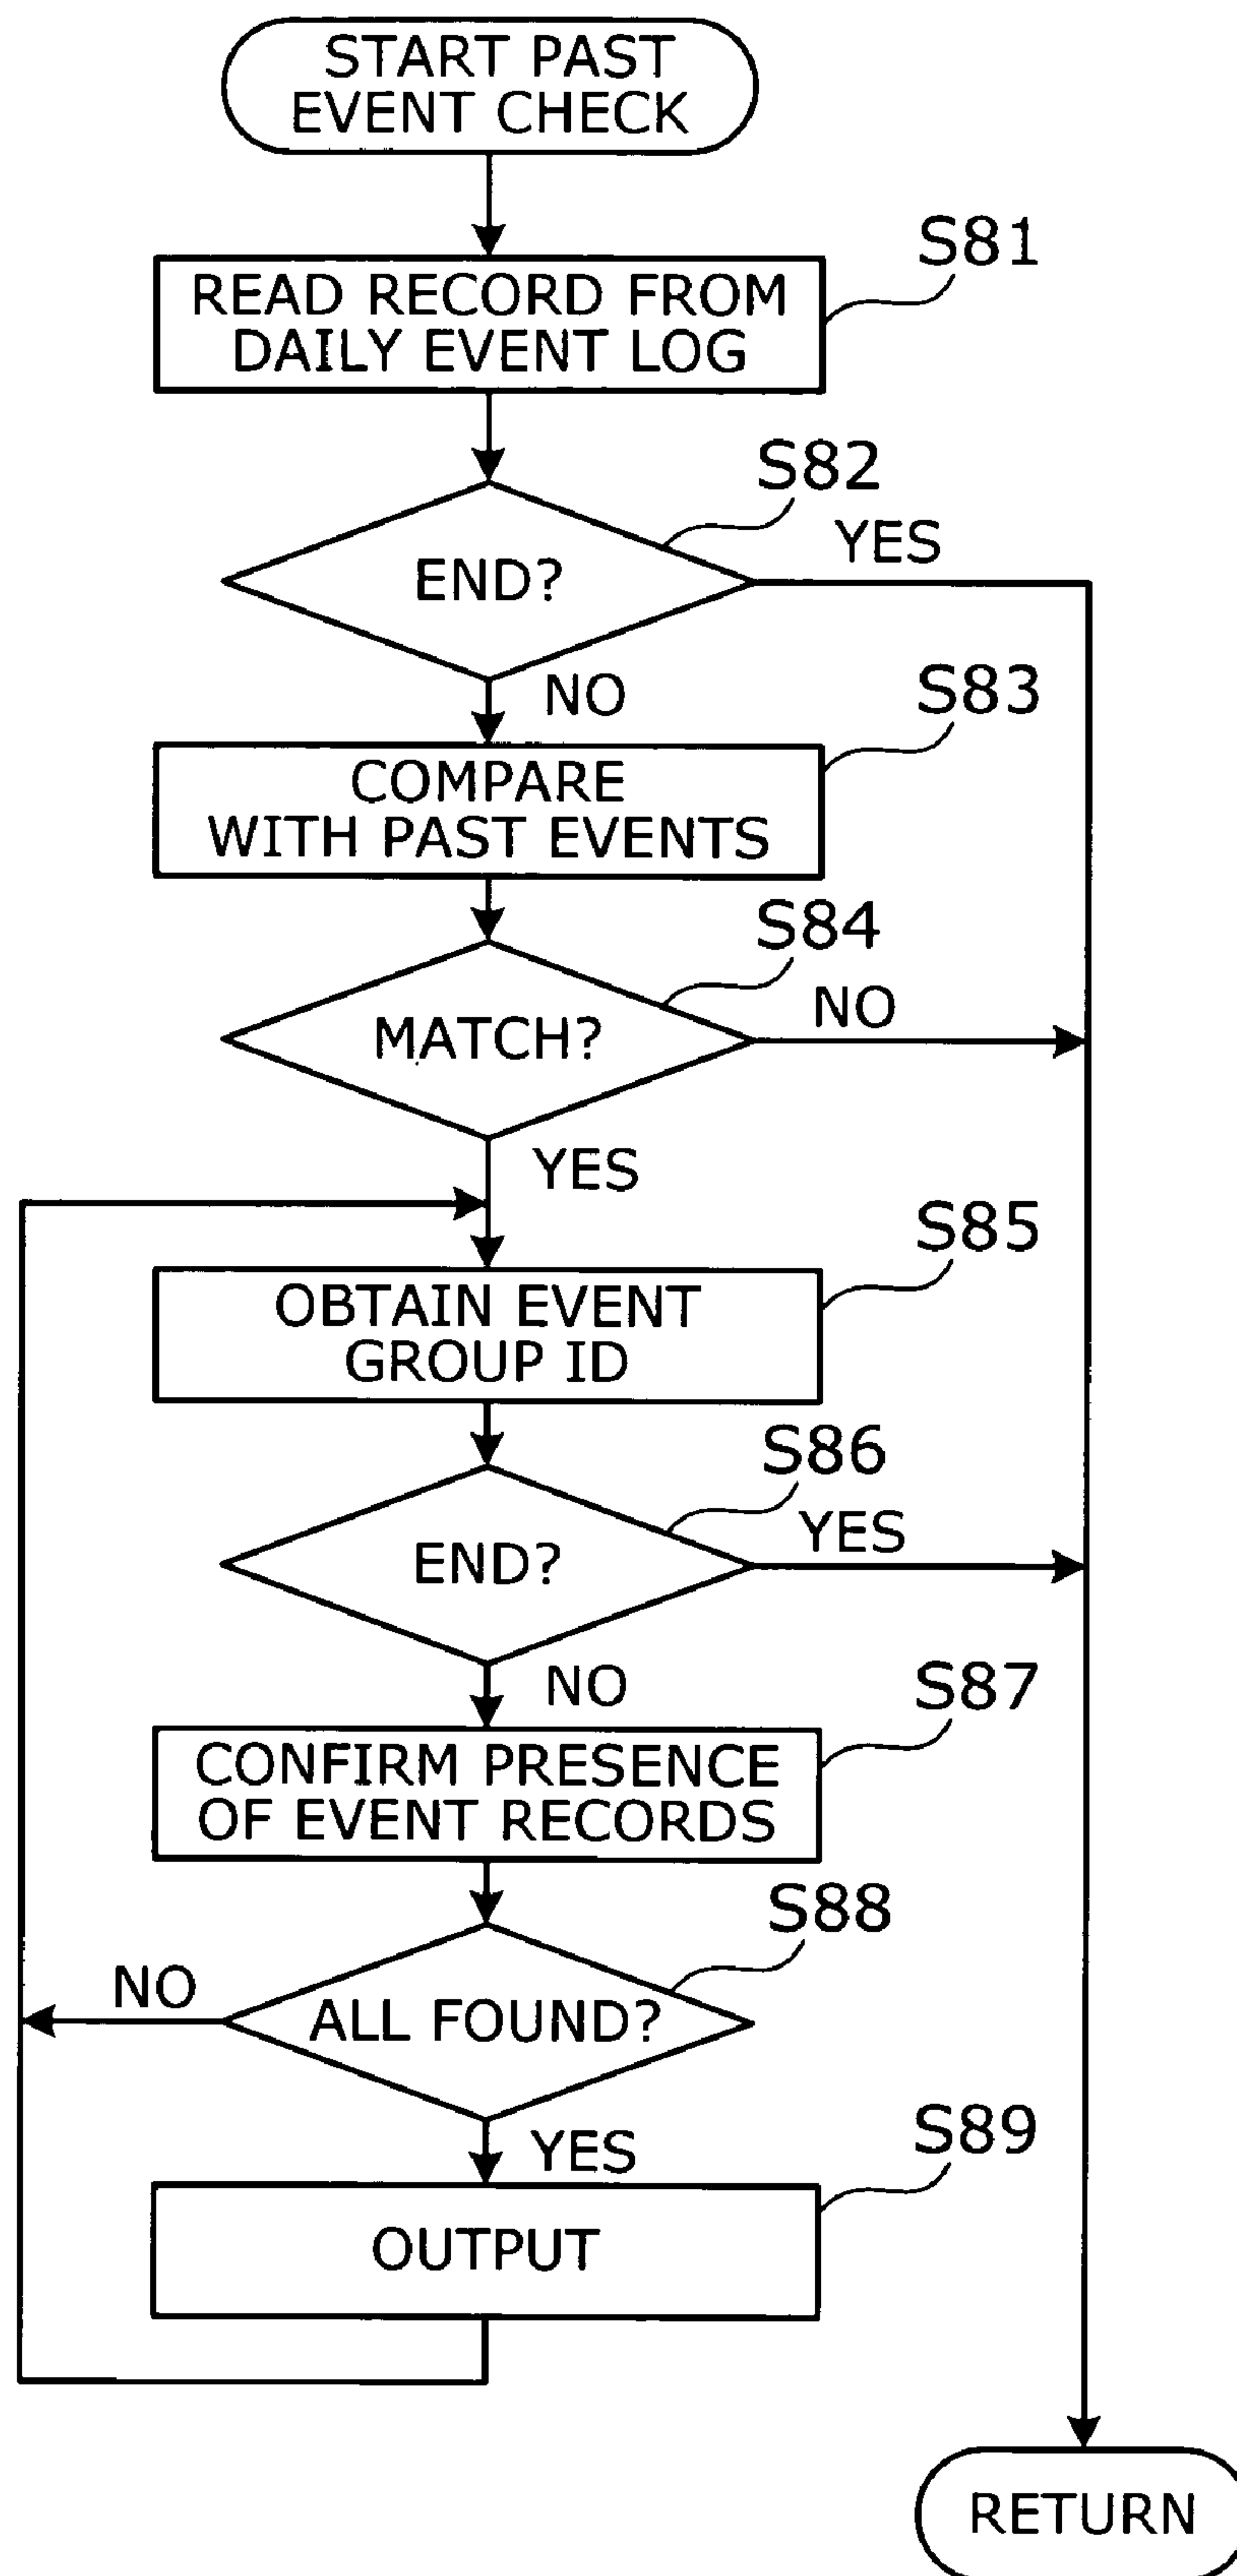 START PAST
EVENT CHECK
S81
READ RECORD FROM
DAILY EVENT LOG
S82
END?
YES
NO
S83
COMPARE
WITH PAST EVENTS
S84
MATCH?
NO
YES
S85
OBTAIN EVENT
GROUP ID
S86
END?
YES
NO
S87
CONFIRM PRESENCE
OF EVENT RECORDS
S88
NO
ALL FOUND?
YES
S89
OUTPUT
RETURN